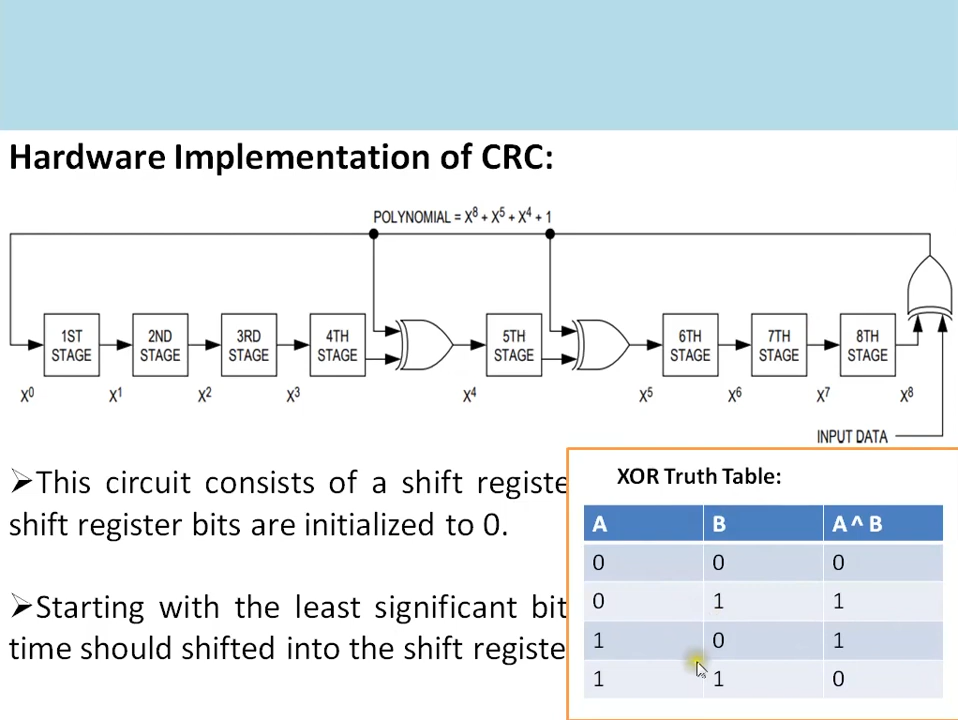 Hardware Implementation of CRC:
POLYNOMIAL = X⁸ + X⁵ + X⁴ + 1
1ST STAGE
2ND STAGE
3RD STAGE
4TH STAGE
5TH STAGE
6TH STAGE
7TH STAGE
8TH STAGE
X⁰ X¹ X² X³ X⁴ X⁵ X⁶ X⁷ X⁸
INPUT DATA
➢This circuit consists of a shift registe
shift register bits are initialized to 0.
➢Starting with the least significant bit
time should shifted into the shift registe
XOR Truth Table:
A B A ^ B
0 0 0
0 1 1
1 0 1
1 1 0